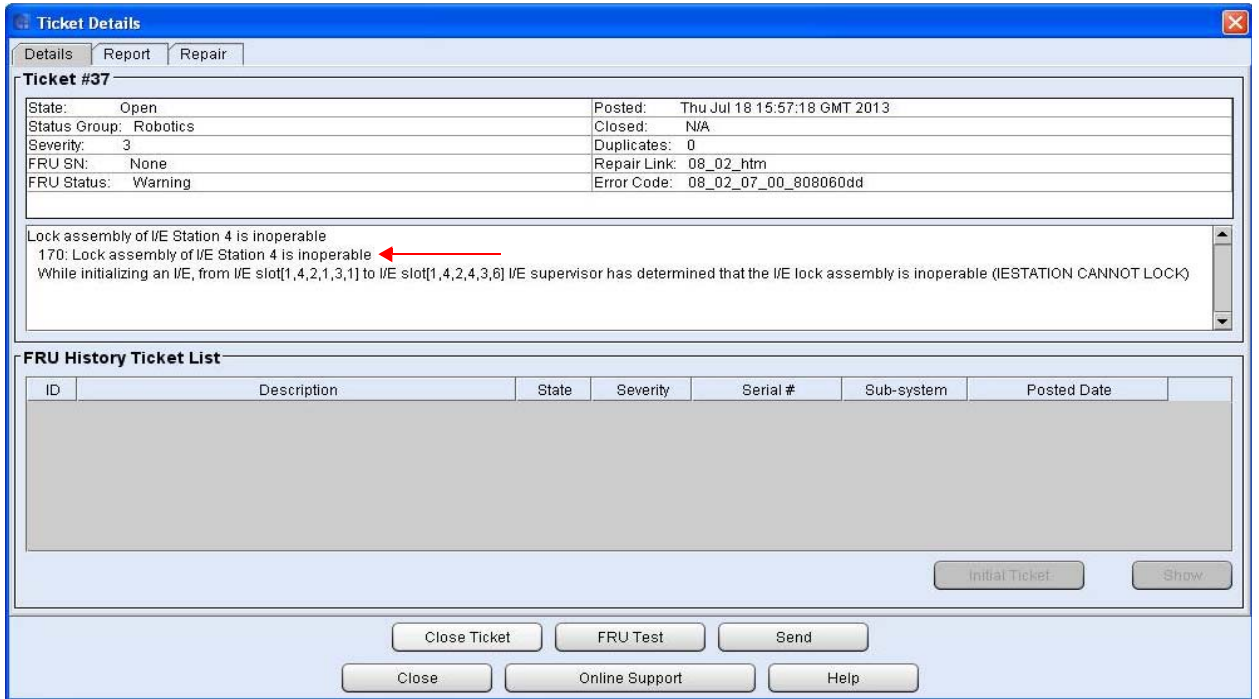 Ticket Details
Details Report Repair
Ticket #37
State: Open Posted: Thu Jul 18 15:57:18 GMT 2013
Status Group: Robotics Closed: N/A
Severity: 3 Duplicates: 0
FRU SN: None Repair Link: 08_02_htm
FRU Status: Warning Error Code: 08_02_07_00_808060dd
Lock assembly of I/E Station 4 is inoperable
170: Lock assembly of I/E Station 4 is inoperable
While initializing an I/E, from I/E slot[1,4,2,1,3,1] to I/E slot[1,4,2,4,3,6] I/E supervisor has determined that the I/E lock assembly is inoperable (IESTATION CANNOT LOCK)
FRU History Ticket List
ID Description State Severity Serial # Sub-system Posted Date
Initial Ticket Show
Close Ticket FRU Test Send
Close Online Support Help